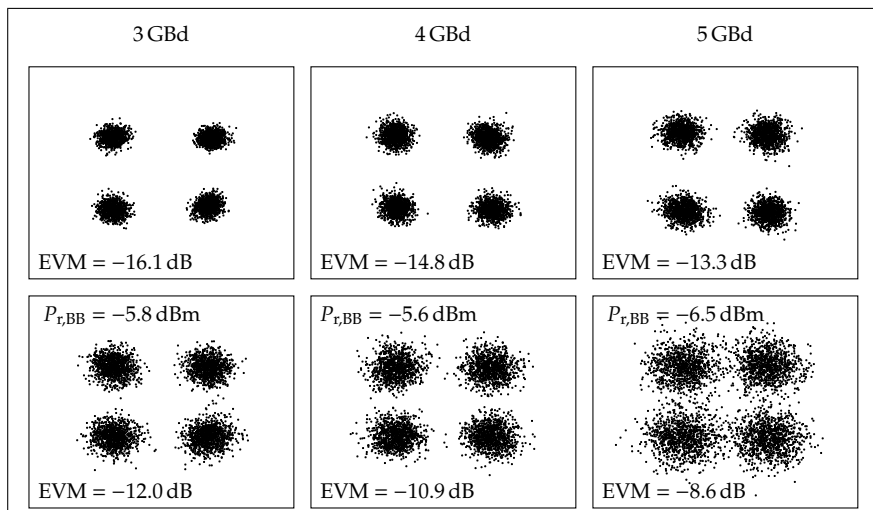 3 GBd 4 GBd 5 GBd
EVM = −16.1 dB EVM = −14.8 dB EVM = −13.3 dB
P_r,BB = −5.8 dBm P_r,BB = −5.6 dBm P_r,BB = −6.5 dBm
EVM = −12.0 dB EVM = −10.9 dB EVM = −8.6 dB